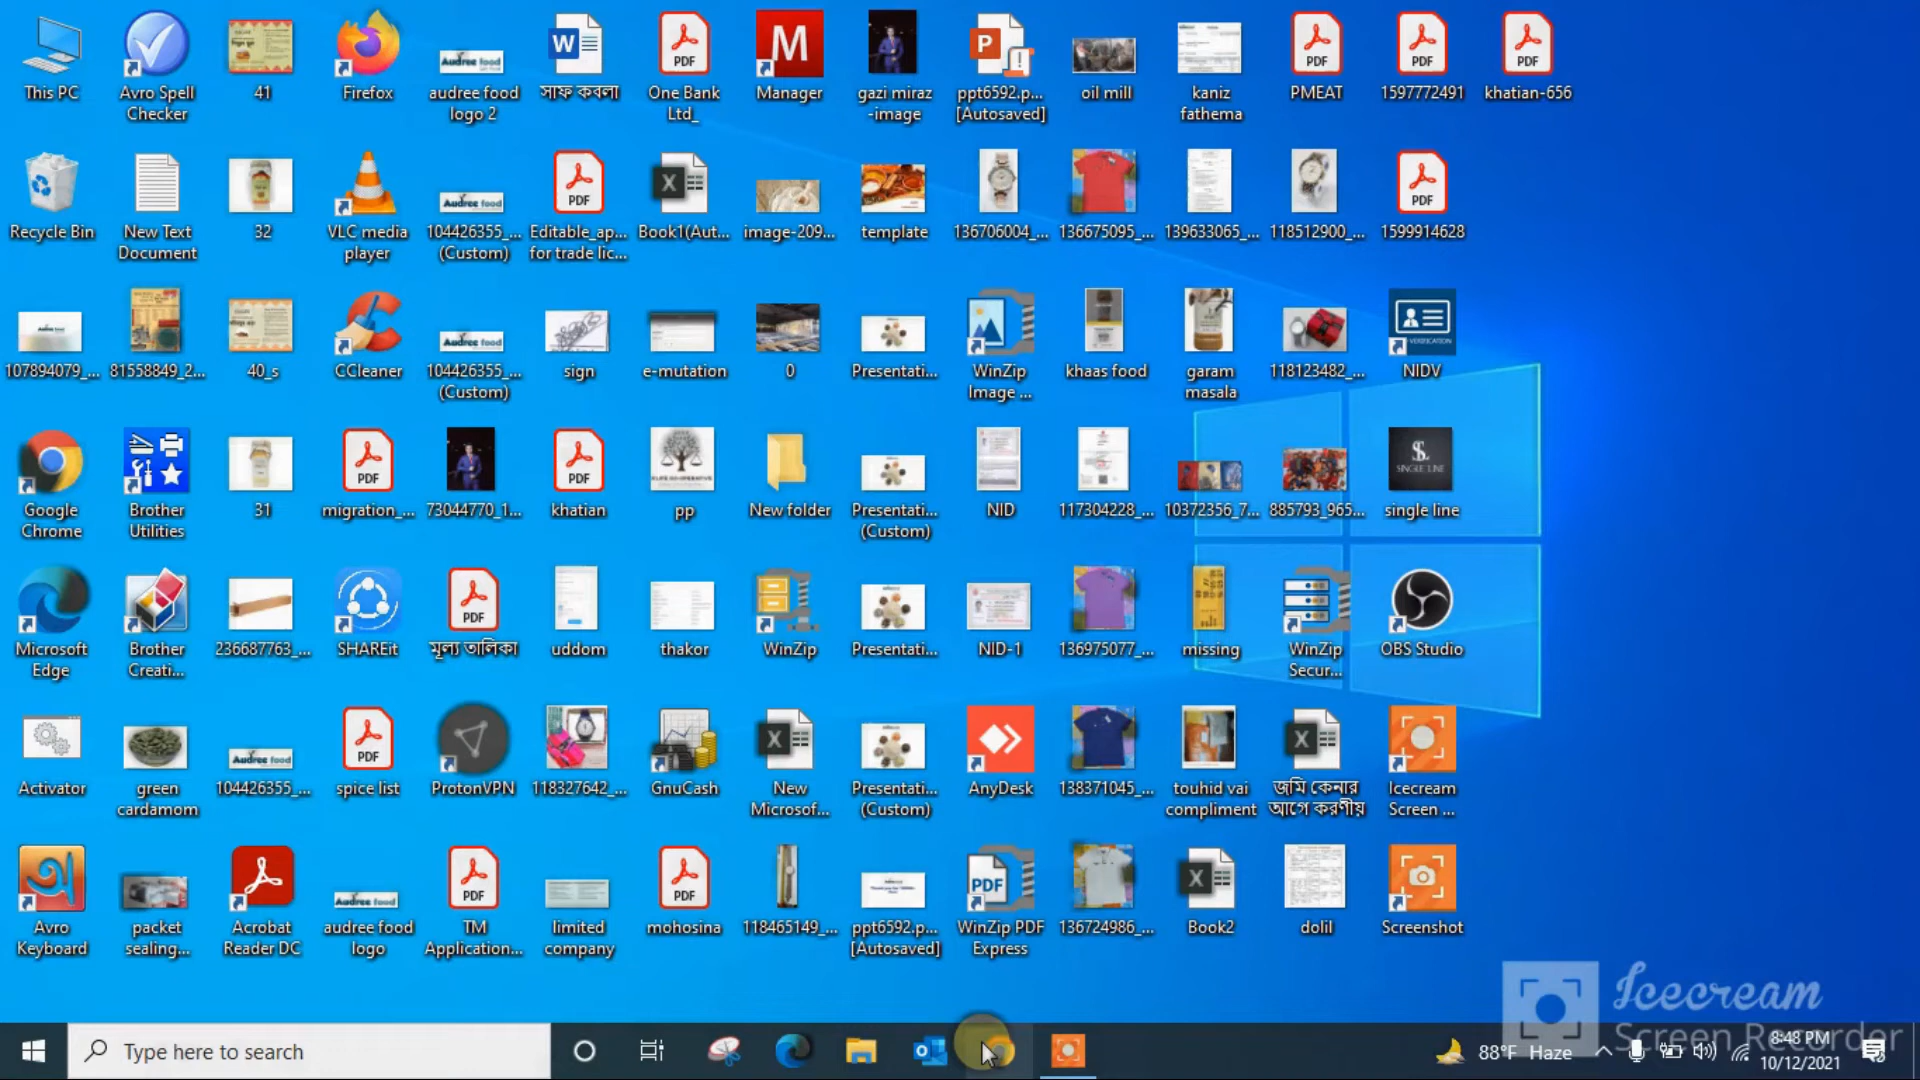 This PC
Avro Spell
Checker
41
Firefox
audree food
logo 2
সাফ কবলা
One Bank
Ltd_
Manager
gazi miraz
-image
ppt6592.p...
[Autosaved]
oil mill
kaniz
fathema
PMEAT
1597772491
khatian-656
Recycle Bin
New Text
Document
32
VLC media
player
104426355_...
(Custom)
Editable_ap...
for trade lic...
Book1(Aut...
image-209...
template
136706004_...
136675095_...
139633065_...
118512900_...
1599914628
107894079_...
81558849_2...
40_s
CCleaner
104426355_...
(Custom)
sign
e-mutation
0
Presentati...
WinZip
Image ...
khaas food
garam
masala
118123482_...
NIDV
Google
Chrome
Brother
Utilities
31
migration_...
73044770_1...
khatian
pp
New folder
Presentati...
(Custom)
NID
117304228_...
10372356_7...
885793_965...
SINGLE LINE
single line
Microsoft
Edge
Brother
Creati...
236687763_...
SHAREit
মূল্য তালিকা
uddom
thakor
WinZip
Presentati...
NID-1
136975077_...
missing
WinZip
Secur...
OBS Studio
Activator
green
cardamom
104426355_...
spice list
ProtonVPN
118327642_...
GnuCash
New
Microsof...
Presentati...
(Custom)
AnyDesk
138371045_...
touhid vai
compliment
জমি কেনার
আগে করণীয়
Icecream
Screen ...
Avro
Keyboard
packet
sealing...
Acrobat
Reader DC
audree food
logo
TM
Application...
limited
company
mohosina
118465149_...
ppt6592.p...
[Autosaved]
WinZip PDF
Express
136724986_...
Book2
dolil
Screenshot
Icecream
Screen Recorder
Type here to search
88°F Haze
8:48 PM
10/12/2021